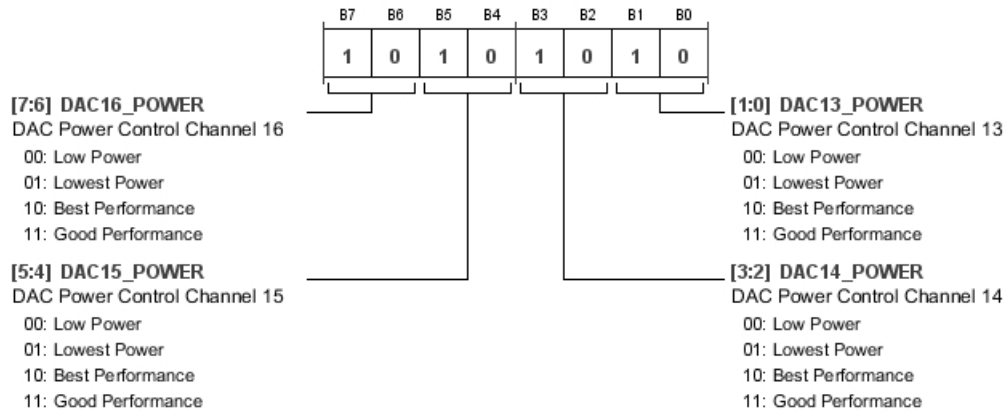 B7 B6 B5 B4 B3 B2 B1 B0
1 0 1 0 1 0 1 0
[7:6] DAC16_POWER
DAC Power Control Channel 16
00: Low Power
01: Lowest Power
10: Best Performance
11: Good Performance
[5:4] DAC15_POWER
DAC Power Control Channel 15
00: Low Power
01: Lowest Power
10: Best Performance
11: Good Performance
[1:0] DAC13_POWER
DAC Power Control Channel 13
00: Low Power
01: Lowest Power
10: Best Performance
11: Good Performance
[3:2] DAC14_POWER
DAC Power Control Channel 14
00: Low Power
01: Lowest Power
10: Best Performance
11: Good Performance